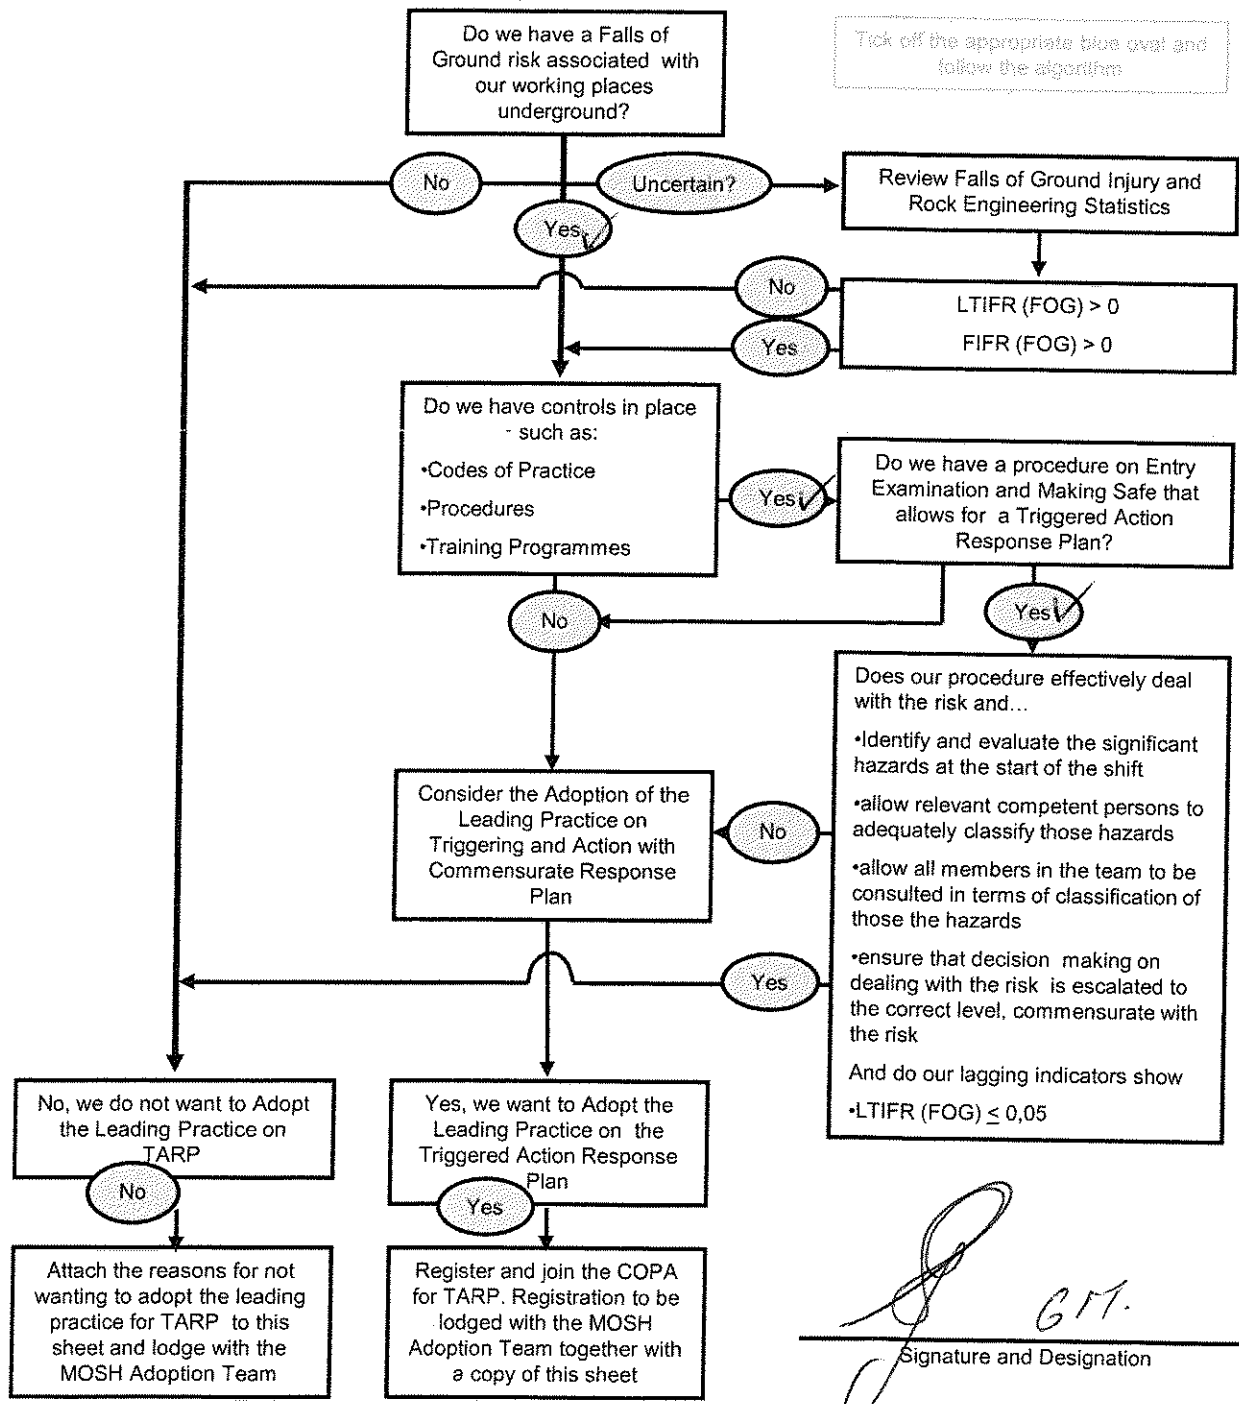 Do we have a Falls of
Ground risk associated with
our working places
underground?
Tick off the appropriate blue oval and
follow the algorithm
No
Uncertain?
Yes
Review Falls of Ground Injury and
Rock Engineering Statistics
No
Yes
LTIFR (FOG) > 0
FIFR (FOG) > 0
Do we have controls in place
- such as:
•Codes of Practice
•Procedures
•Training Programmes
Yes
Do we have a procedure on Entry
Examination and Making Safe that
allows for a Triggered Action
Response Plan?
No
Yes
Does our procedure effectively deal
with the risk and...
•Identify and evaluate the significant
hazards at the start of the shift
•allow relevant competent persons to
adequately classify those hazards
•allow all members in the team to be
consulted in terms of classification of
those the hazards
•ensure that decision making on
dealing with the risk is escalated to
the correct level, commensurate with
the risk
And do our lagging indicators show
•LTIFR (FOG) ≤ 0,05
Consider the Adoption of the
Leading Practice on
Triggering and Action with
Commensurate Response
Plan
No
Yes
No, we do not want to Adopt
the Leading Practice on
TARP
No
Yes, we want to Adopt the
Leading Practice on the
Triggered Action Response
Plan
Yes
Attach the reasons for not
wanting to adopt the leading
practice for TARP to this
sheet and lodge with the
MOSH Adoption Team
Register and join the COPA
for TARP. Registration to be
lodged with the MOSH
Adoption Team together with
a copy of this sheet
GM.
Signature and Designation